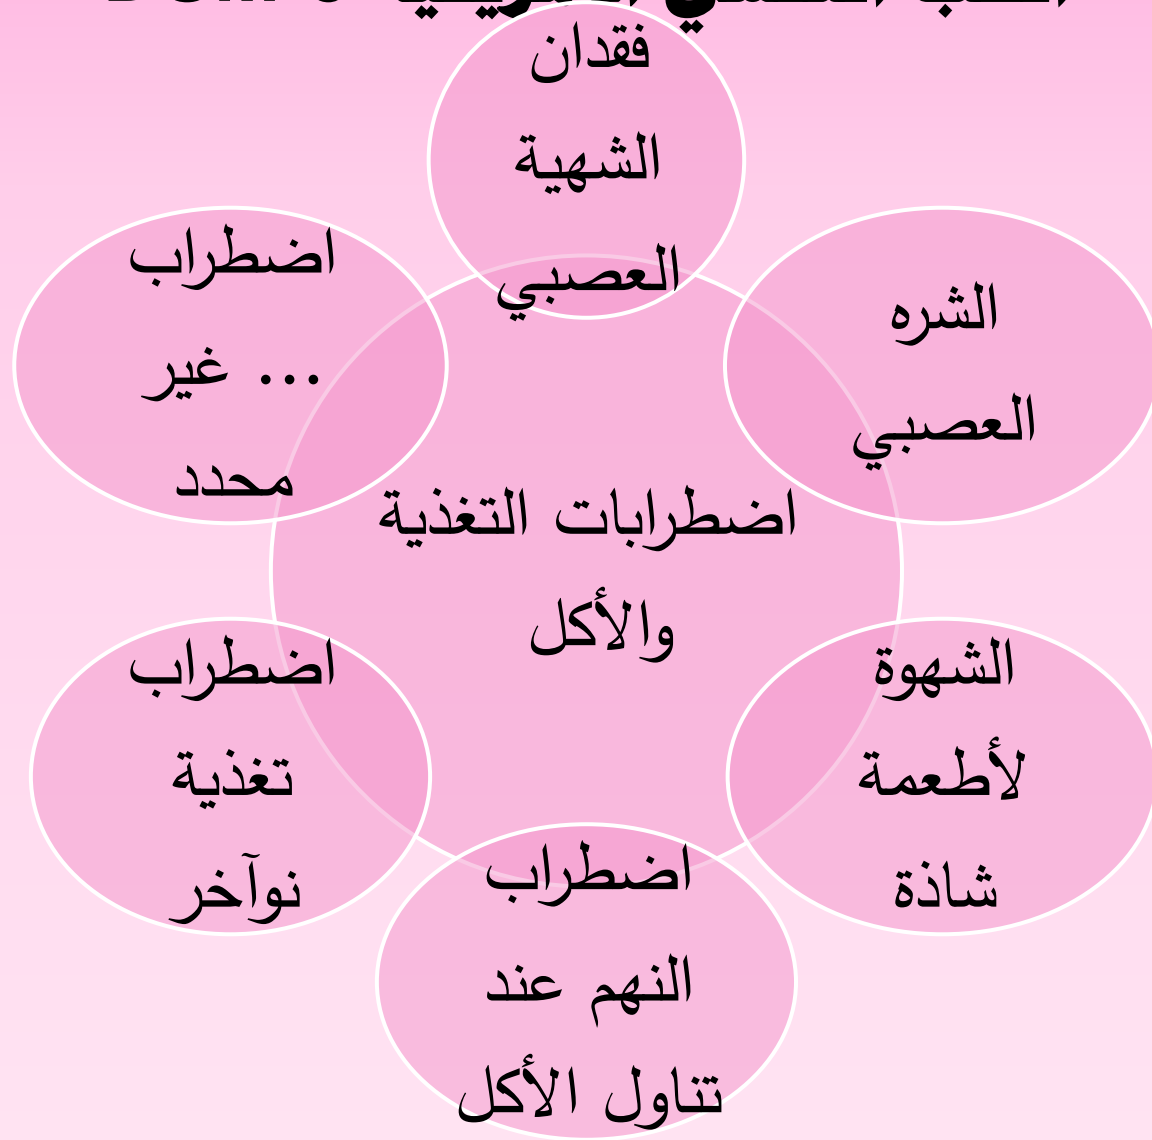 فقدان
الشهية
العصبي
الشره
العصبي
الشهوة
لأطعمة
شاذة
اضطراب
النهم عند
تناول الأكل
اضطراب
تغذية
نوآخر
اضطراب
... غير
محدد
اضطرابات التغذية
والأكل